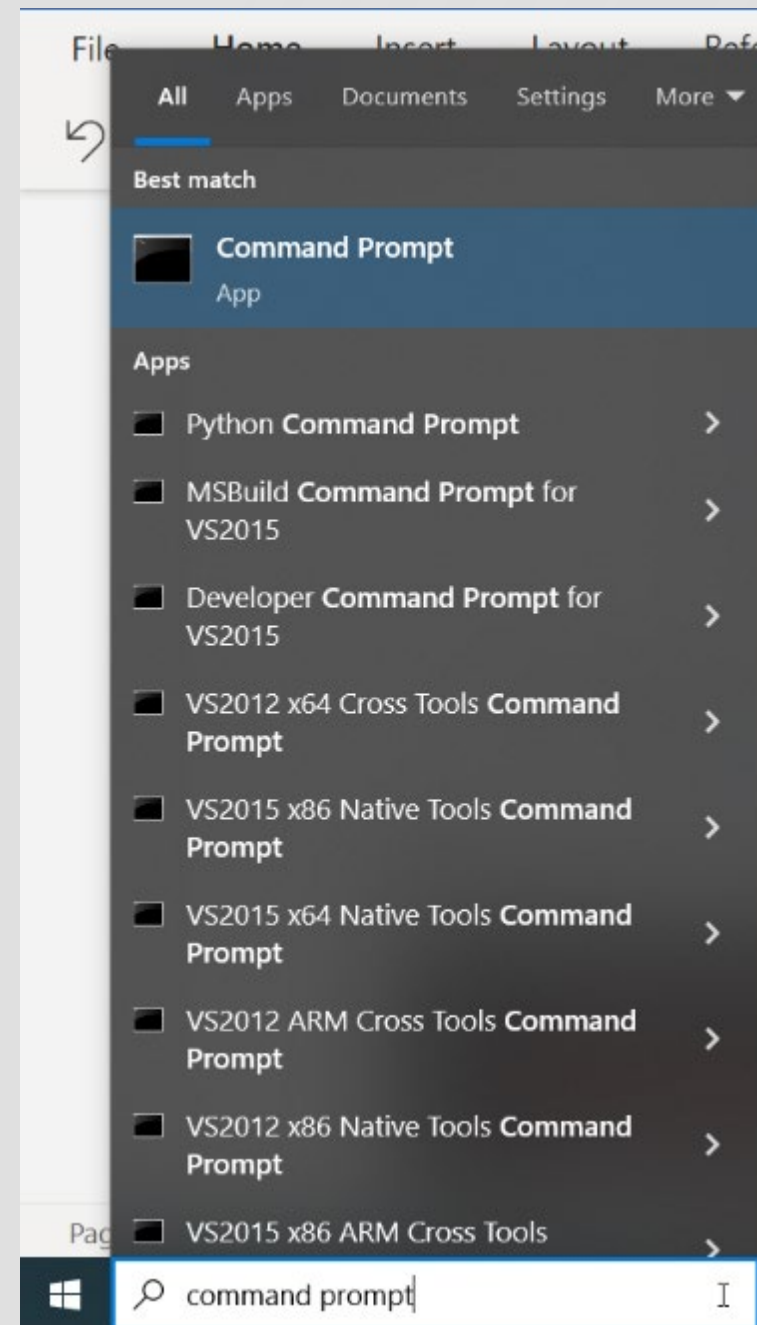 File
All Apps Documents Settings More
Best match
Command Prompt
App
Apps
Python Command Prompt
MSBuild Command Prompt for
VS2015
Developer Command Prompt for
VS2015
VS2012 x64 Cross Tools Command
Prompt
VS2015 x86 Native Tools Command
Prompt
VS2015 x64 Native Tools Command
Prompt
VS2012 ARM Cross Tools Command
Prompt
VS2012 x86 Native Tools Command
Prompt
VS2015 x86 ARM Cross Tools
command prompt